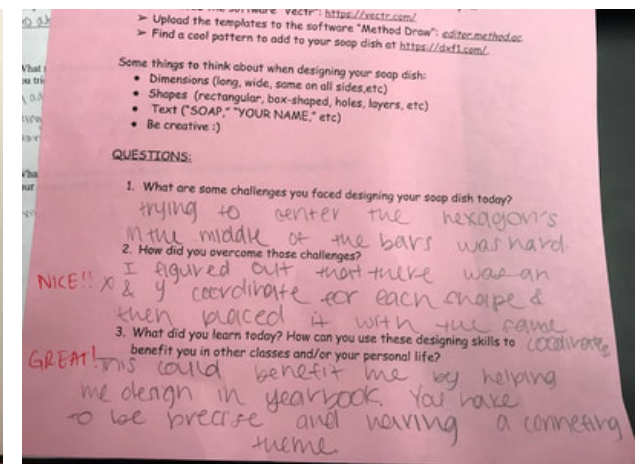 software "Vectr": https://vectr.com/
➤ Upload the templates to the software "Method Draw": editor.method.ac
➤ Find a cool pattern to add to your soap dish at https://dxf1.com/
Some things to think about when designing your soap dish:
• Dimensions (long, wide, same on all sides,etc)
• Shapes (rectangular, box-shaped, holes, layers, etc)
• Text ("SOAP," "YOUR NAME," etc)
• Be creative :)
QUESTIONS:
1. What are some challenges you faced designing your soap dish today?
trying to center the hexagon's
in the middle of the bars was hard.
2. How did you overcome those challenges?
I figured out that there was an
NICE!! x & y coordinate for each shape &
then placed it with the same
coordinates
3. What did you learn today? How can you use these designing skills to
benefit you in other classes and/or your personal life?
GREAT! This could benefit me by helping
me design in yearbook. You have
to be precise and having a connecting
theme.